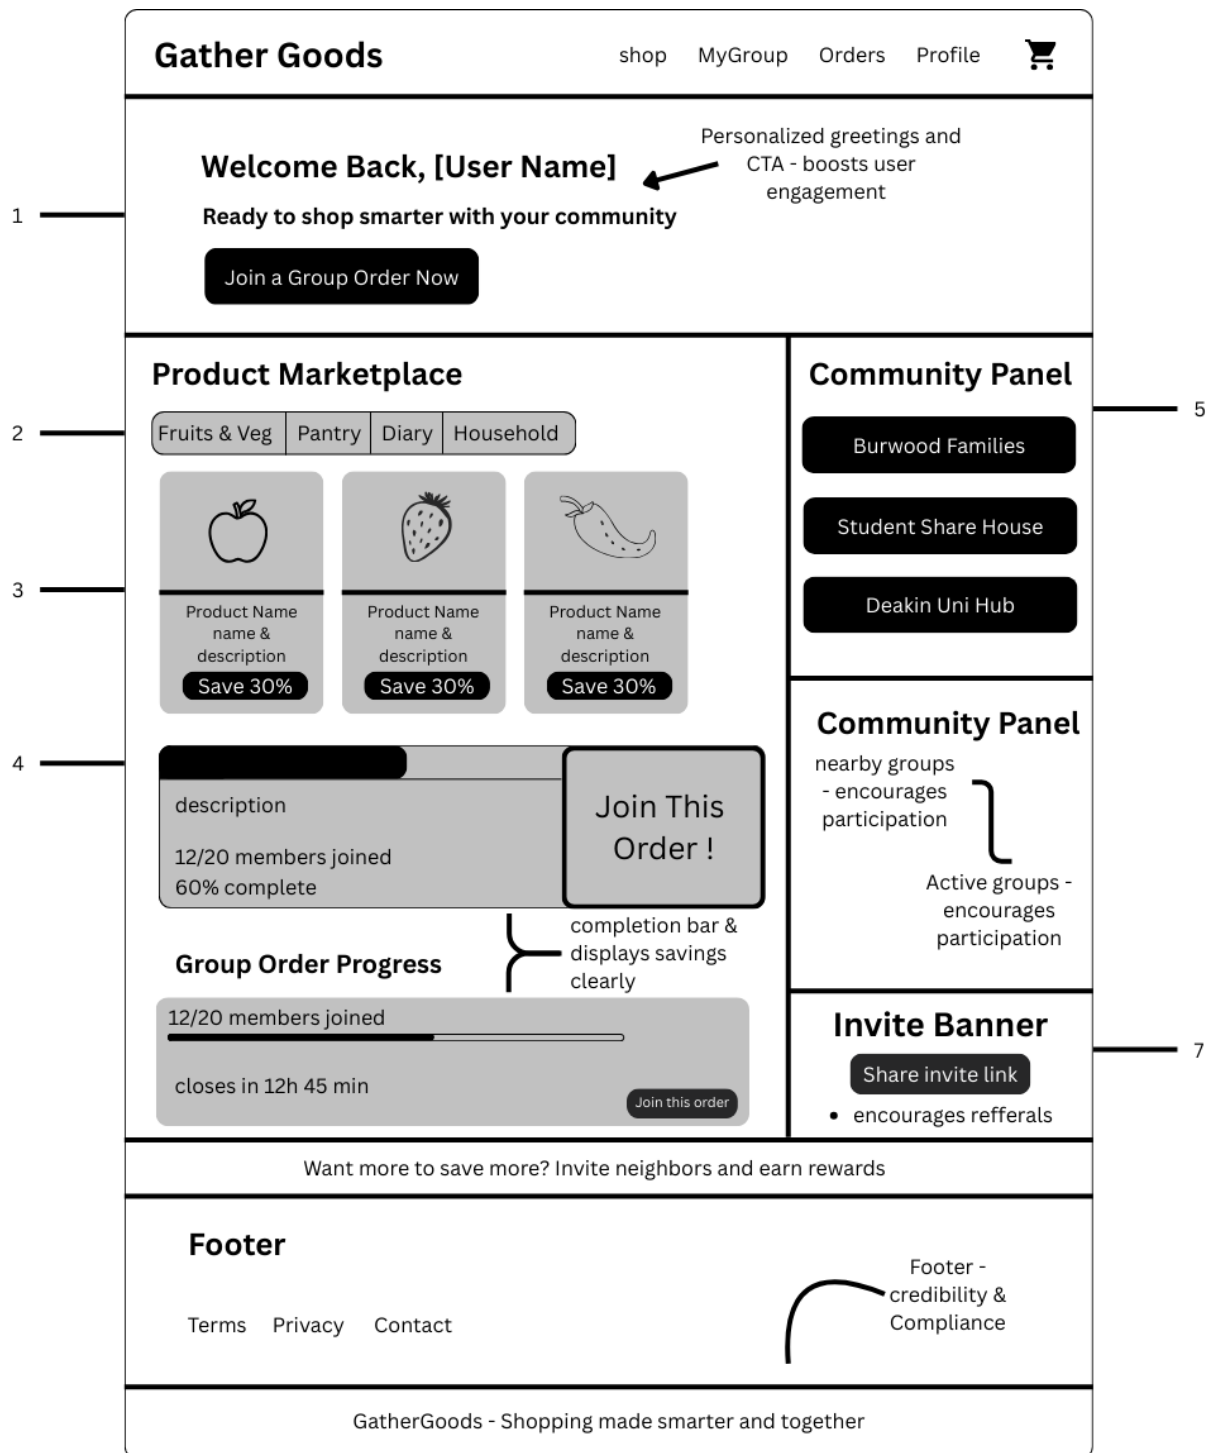 Gather Goods
shop MyGroup Orders Profile
Personalized greetings and
CTA - boosts user
engagement
Welcome Back, [User Name]
Ready to shop smarter with your community
Join a Group Order Now
1
Product Marketplace
2
Fruits & Veg Pantry Diary Household
3
Product Name
name &
description
Save 30%
Product Name
name &
description
Save 30%
Product Name
name &
description
Save 30%
4
description
12/20 members joined
60% complete
Join This
Order !
completion bar &
displays savings
clearly
Group Order Progress
12/20 members joined
closes in 12h 45 min
Join this order
Community Panel
5
Burwood Families
Student Share House
Deakin Uni Hub
Community Panel
nearby groups
- encourages
participation
Active groups -
encourages
participation
Invite Banner
7
Share invite link
• encourages refferals
Want more to save more? Invite neighbors and earn rewards
Footer
Footer -
credibility &
Compliance
Terms Privacy Contact
GatherGoods - Shopping made smarter and together